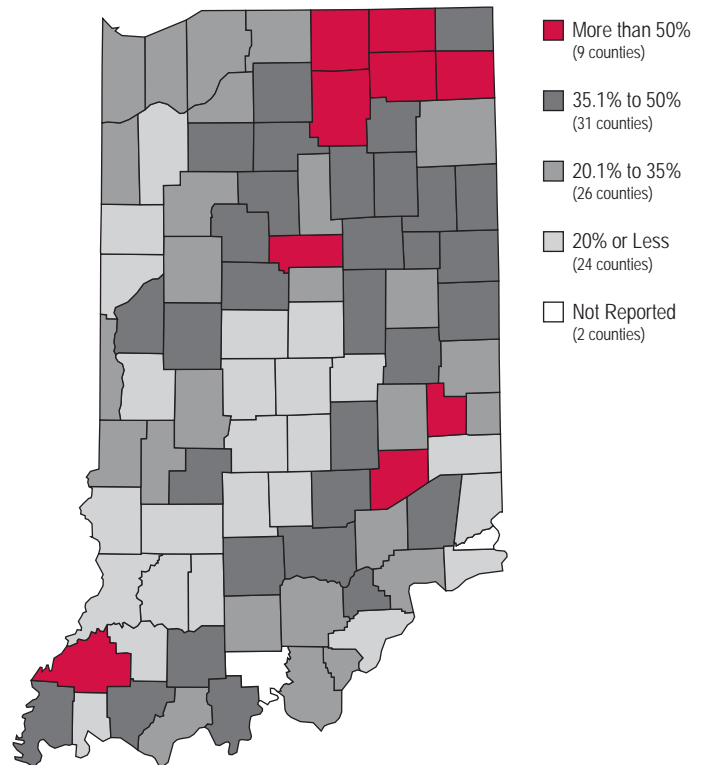 More than 50%
(9 counties)
35.1% to 50%
(31 counties)
20.1% to 35%
(26 counties)
20% or Less
(24 counties)
Not Reported
(2 counties)